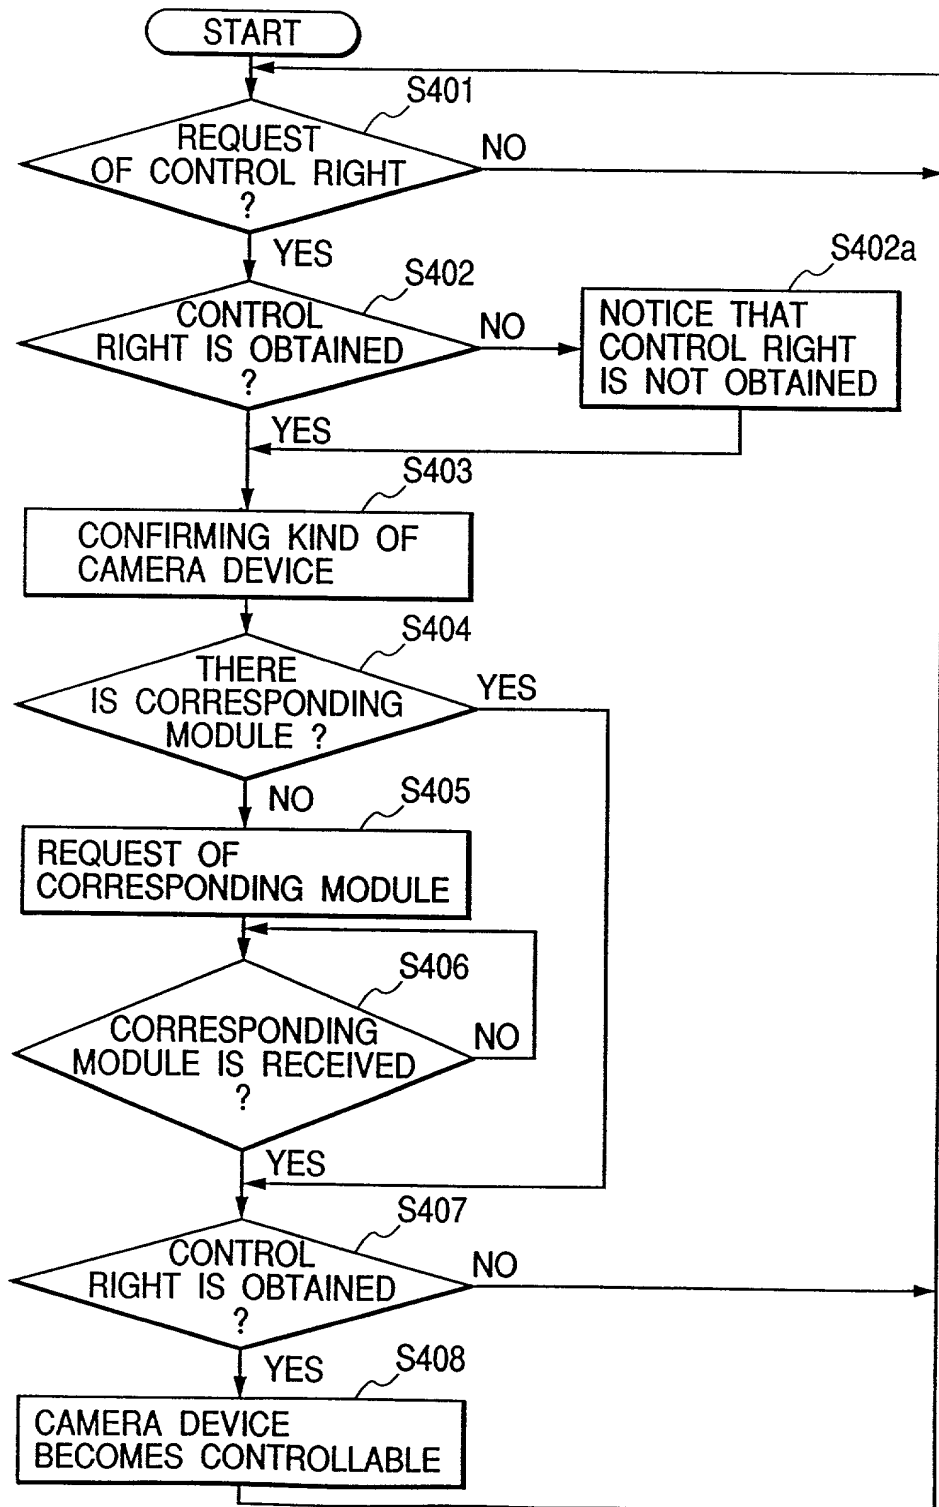 START
S401
REQUEST
OF CONTROL RIGHT
?
NO
YES
S402
CONTROL
RIGHT IS OBTAINED
?
NO
S402a
NOTICE THAT
CONTROL RIGHT
IS NOT OBTAINED
YES
S403
CONFIRMING KIND OF
CAMERA DEVICE
S404
THERE
IS CORRESPONDING
MODULE ?
YES
NO
S405
REQUEST OF
CORRESPONDING MODULE
S406
CORRESPONDING
MODULE IS RECEIVED
?
NO
YES
S407
CONTROL
RIGHT IS OBTAINED
?
NO
YES
S408
CAMERA DEVICE
BECOMES CONTROLLABLE